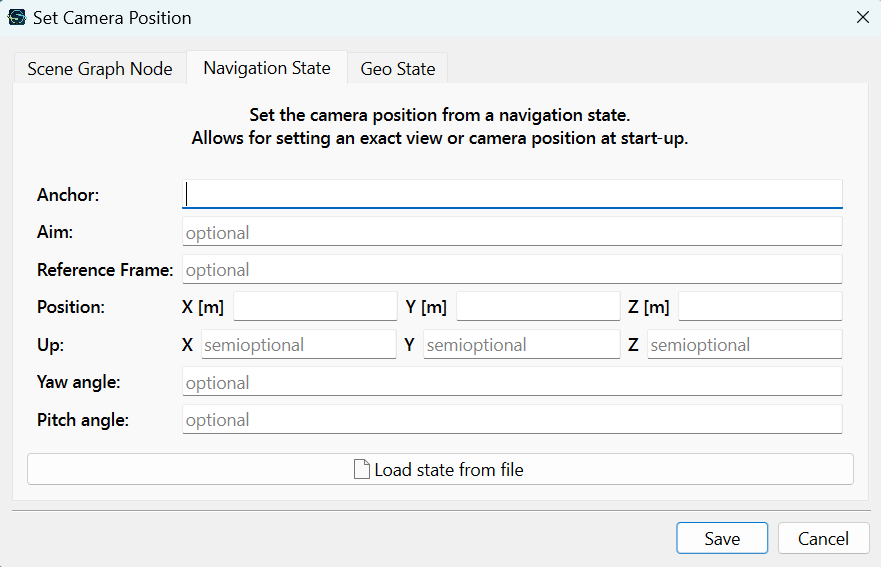 Set Camera Position
Scene Graph Node Navigation State Geo State
Set the camera position from a navigation state.
Allows for setting an exact view or camera position at start-up.
Anchor:
Aim: optional
Reference Frame: optional
Position: X [m] Y [m] Z [m]
Up: X semioptional Y semioptional Z semioptional
Yaw angle: optional
Pitch angle: optional
Load state from file
Save Cancel